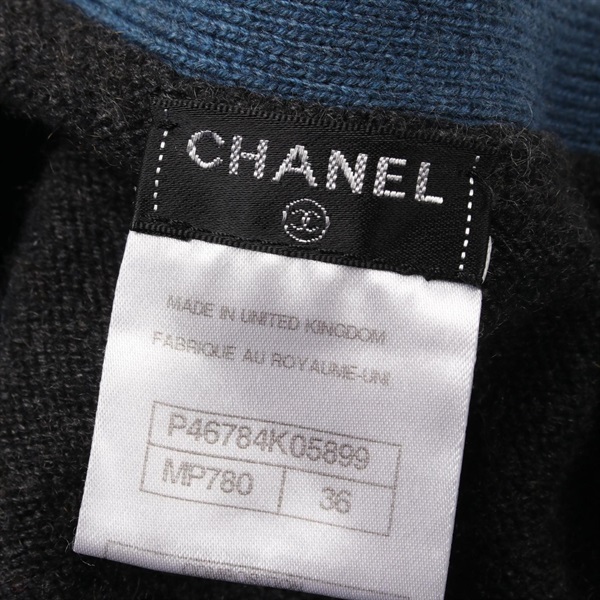 CHANEL
MADE IN UNITED KINGDOM
FABRIQUE AU ROYAUME-UNI
P46784K05899
MP780 36